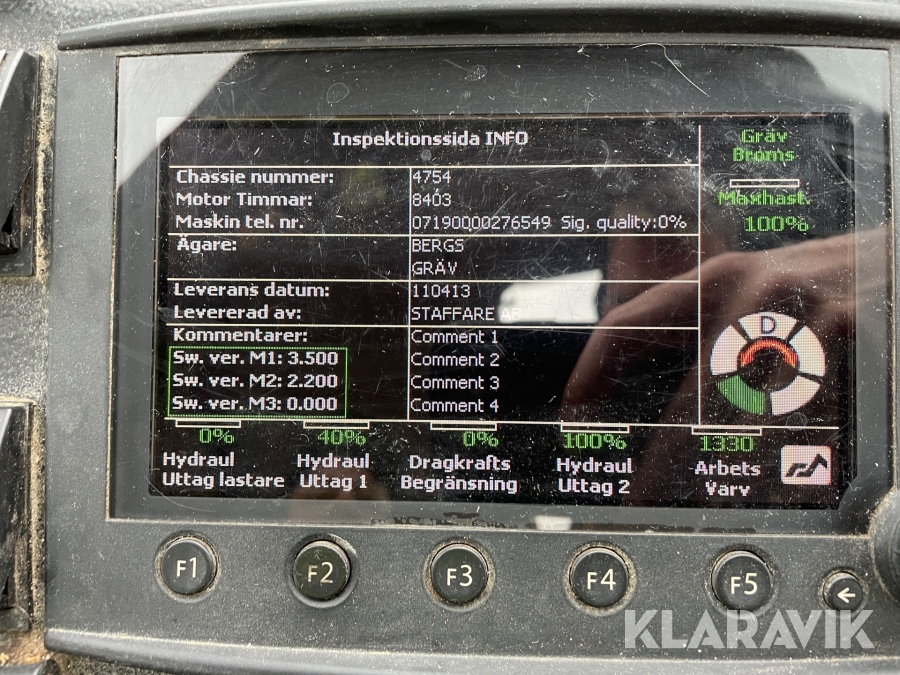 Inspektionssida INFO
Chassie nummer: 4754
Motor Timmar: 8403
Maskin tel. nr. 07190000276549 Sig. quality:0%
Ägare: BERGS
GRÄV
Leverans datum: 110413
Levererad av: STAFFARE AB
Kommentarer: Comment 1
Sw. ver. M1: 3.500 Comment 2
Sw. ver. M2: 2.200 Comment 3
Sw. ver. M3: 0.000 Comment 4
Gräv
Broms
Maxhast.
100%
D
0% 40% 0% 100% 1330
Hydraul Hydraul Dragkrafts Hydraul Arbets
Uttag lastare Uttag 1 Begränsning Uttag 2 Varv
F1 F2 F3 F4 F5
KLARAVIK